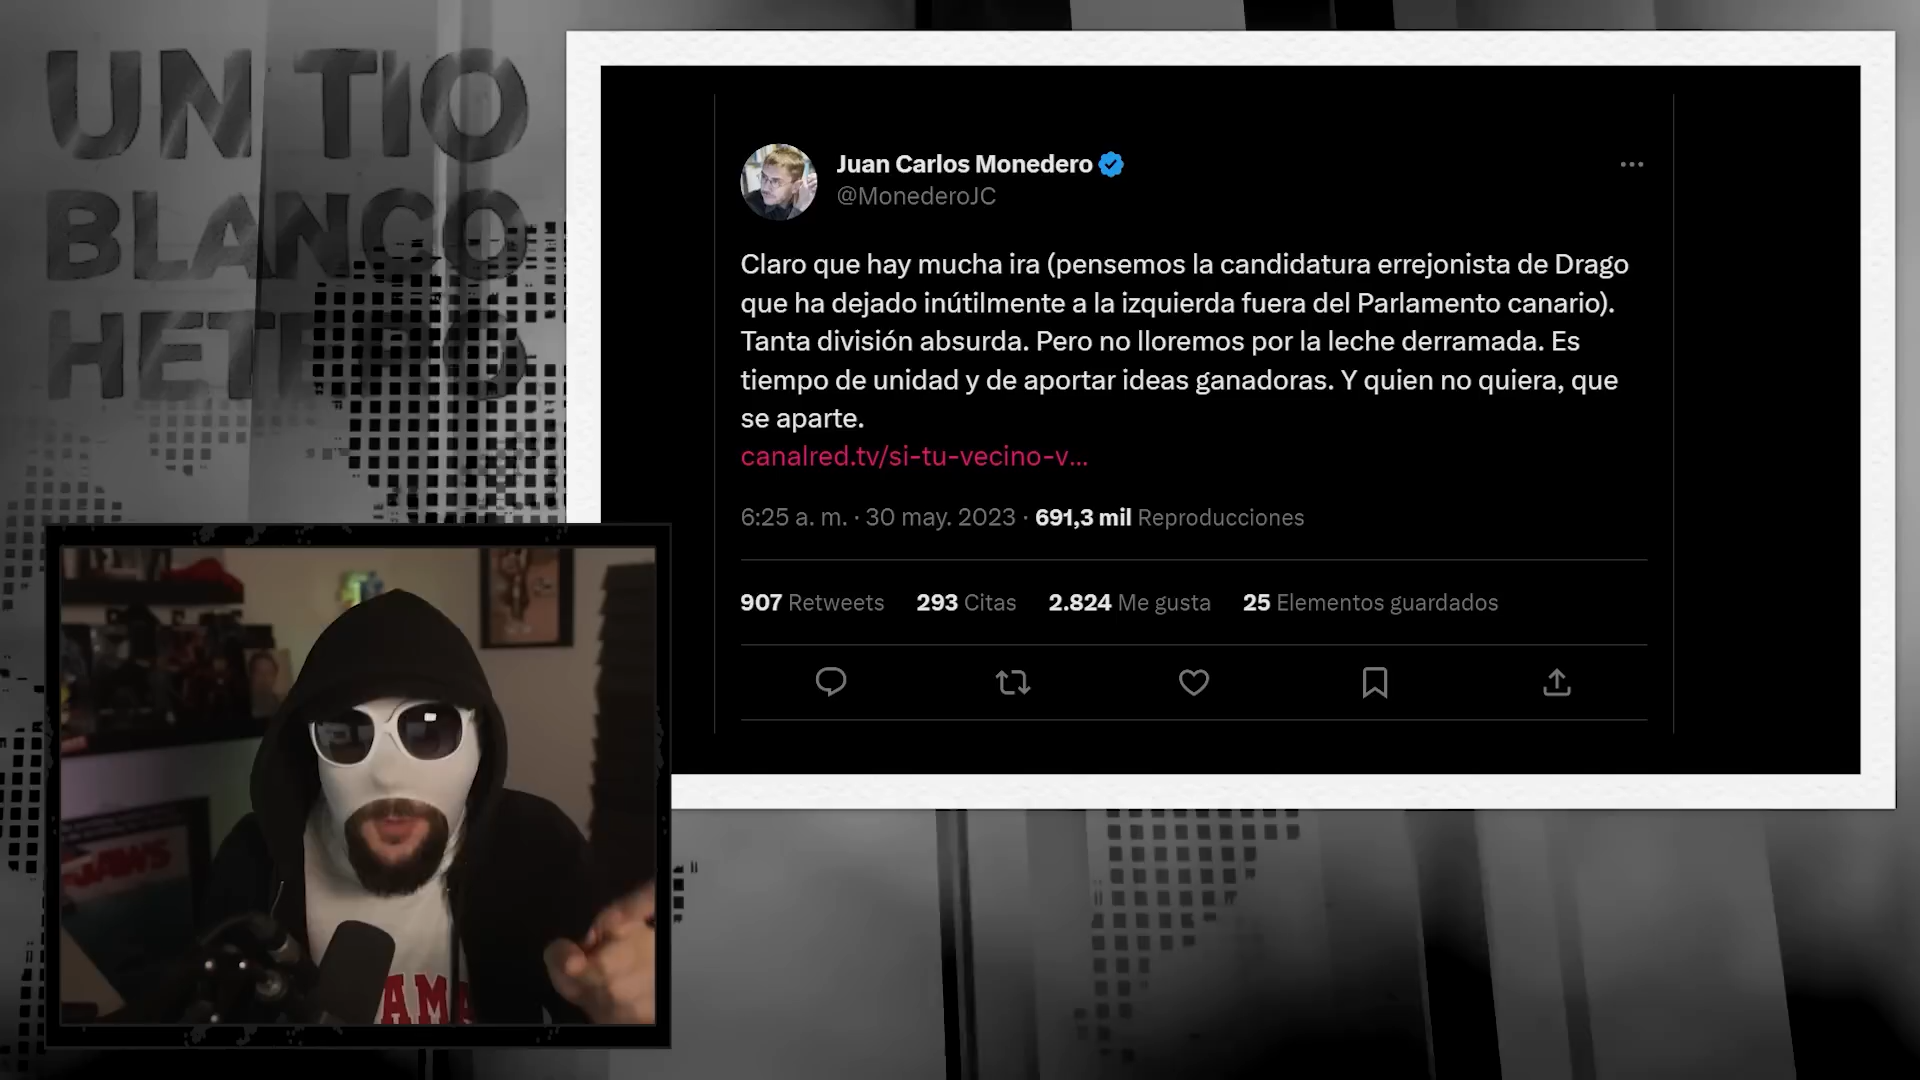 UN TIO
BLANCO
HETERO
Juan Carlos Monedero
@MonederoJC
Claro que hay mucha ira (pensemos la candidatura errejonista de Drago
que ha dejado inútilmente a la izquierda fuera del Parlamento canario).
Tanta división absurda. Pero no lloremos por la leche derramada. Es
tiempo de unidad y de aportar ideas ganadoras. Y quien no quiera, que
se aparte.
canalred.tv/si-tu-vecino-v...
6:25 a. m. · 30 may. 2023 · 691,3 mil Reproducciones
907 Retweets 293 Citas 2.824 Me gusta 25 Elementos guardados
JAWS
AMA